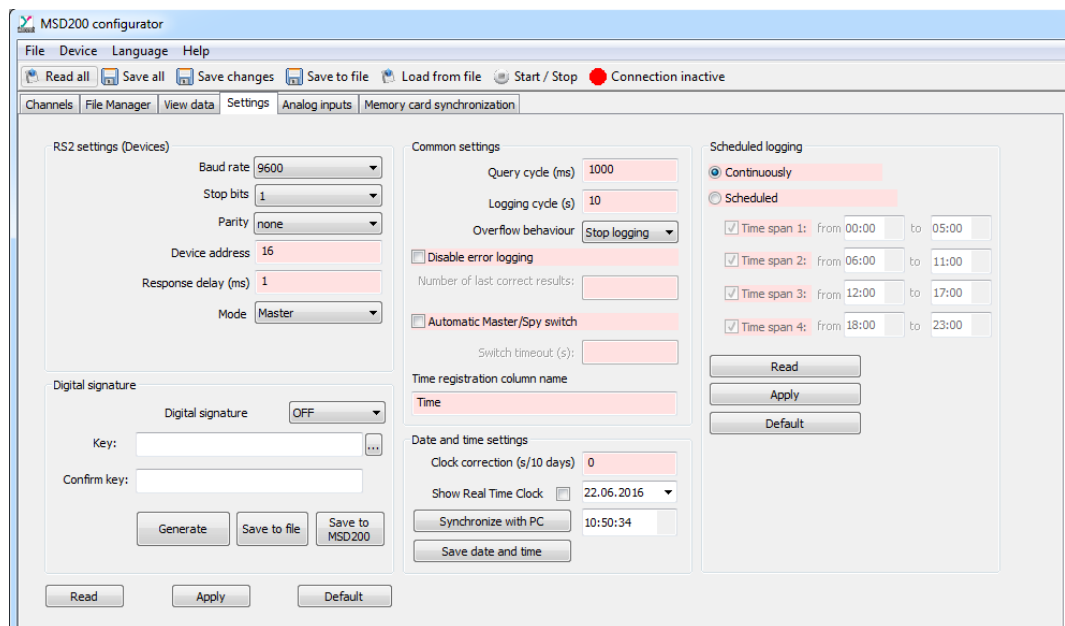 MSD200 configurator
File Device Language Help
Read all Save all Save changes Save to file Load from file Start / Stop Connection inactive
Channels File Manager View data Settings Analog inputs Memory card synchronization
RS2 settings (Devices)
Baud rate 9600
Stop bits 1
Parity none
Device address 16
Response delay (ms) 1
Mode Master
Digital signature
Digital signature OFF
Key: ...
Confirm key:
Generate Save to file Save to MSD200
Read Apply Default
Common settings
Query cycle (ms) 1000
Logging cycle (s) 10
Overflow behaviour Stop logging
Disable error logging
Number of last correct results:
Automatic Master/Spy switch
Switch timeout (s):
Time registration column name
Time
Date and time settings
Clock correction (s/10 days) 0
Show Real Time Clock 22.06.2016
Synchronize with PC 10:50:34
Save date and time
Scheduled logging
Continuously
Scheduled
Time span 1: from 00:00 to 05:00
Time span 2: from 06:00 to 11:00
Time span 3: from 12:00 to 17:00
Time span 4: from 18:00 to 23:00
Read
Apply
Default